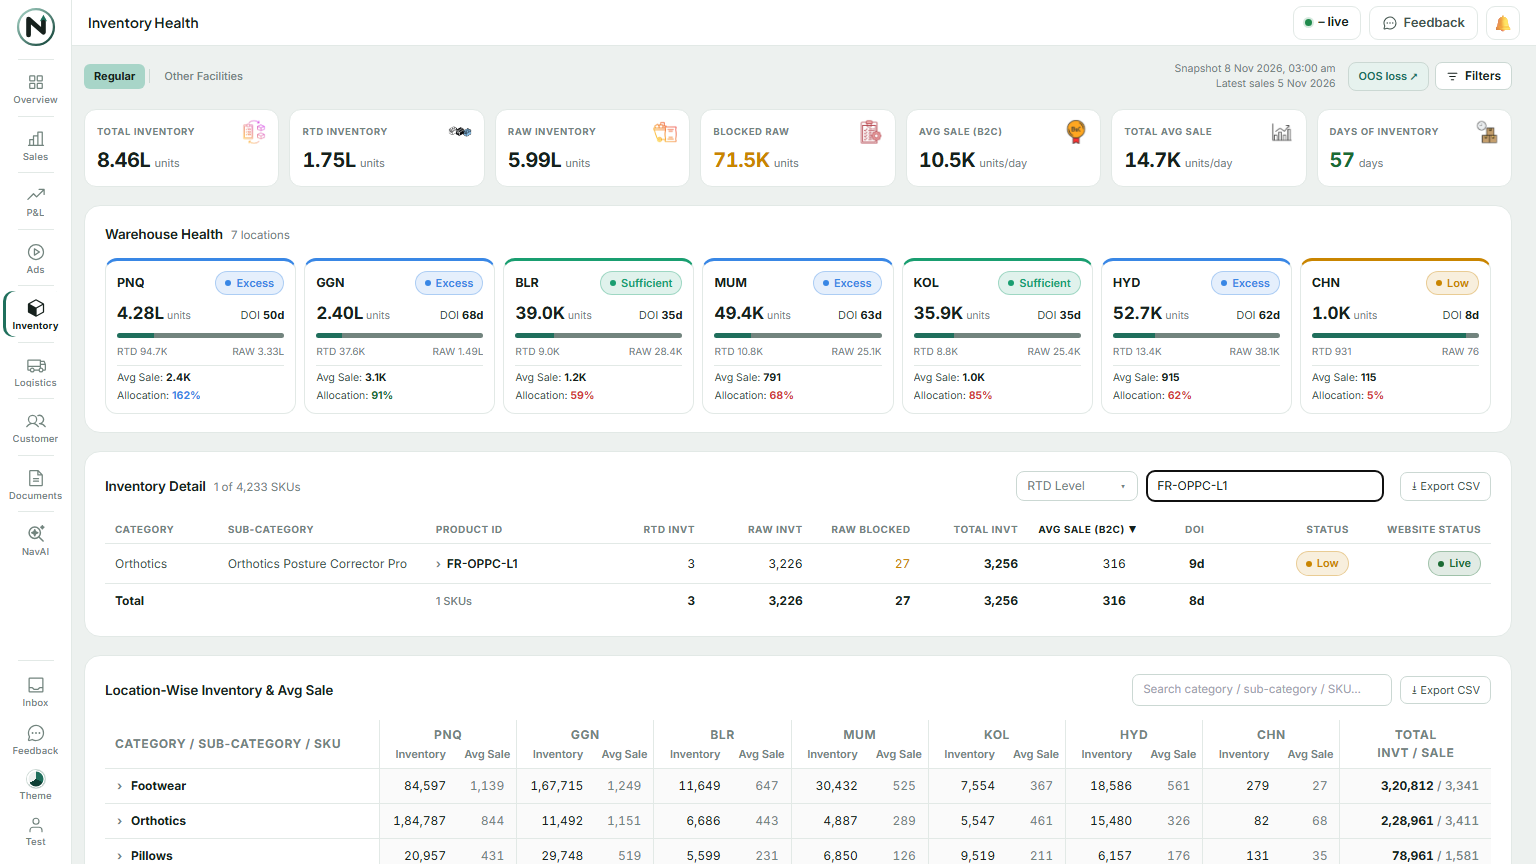 Inventory Health
– live
Feedback
Overview
Sales
P&L
Ads
Inventory
Logistics
Customer
Documents
NavAI
Inbox
Feedback
Theme
Test
Regular
Other Facilities
Snapshot 8 Nov 2026, 03:00 am
Latest sales 5 Nov 2026
OOS loss ↗
Filters
TOTAL INVENTORY
8.46L units
RTD INVENTORY
1.75L units
RAW INVENTORY
5.99L units
BLOCKED RAW
71.5K units
AVG SALE (B2C)
10.5K units/day
TOTAL AVG SALE
14.7K units/day
DAYS OF INVENTORY
57 days
Warehouse Health 7 locations
PNQ Excess
4.28L units DOI 50d
RTD 94.7K RAW 3.33L
Avg Sale: 2.4K
Allocation: 162%
GGN Excess
2.40L units DOI 68d
RTD 37.6K RAW 1.49L
Avg Sale: 3.1K
Allocation: 91%
BLR Sufficient
39.0K units DOI 35d
RTD 9.0K RAW 28.4K
Avg Sale: 1.2K
Allocation: 59%
MUM Excess
49.4K units DOI 63d
RTD 10.8K RAW 25.1K
Avg Sale: 791
Allocation: 68%
KOL Sufficient
35.9K units DOI 35d
RTD 8.8K RAW 25.4K
Avg Sale: 1.0K
Allocation: 85%
HYD Excess
52.7K units DOI 62d
RTD 13.4K RAW 38.1K
Avg Sale: 915
Allocation: 62%
CHN Low
1.0K units DOI 8d
RTD 931 RAW 76
Avg Sale: 115
Allocation: 5%
Inventory Detail 1 of 4,233 SKUs
RTD Level
FR-OPPC-L1
Export CSV
CATEGORY SUB-CATEGORY PRODUCT ID RTD INVT RAW INVT RAW BLOCKED TOTAL INVT AVG SALE (B2C) ▼ DOI STATUS WEBSITE STATUS
Orthotics Orthotics Posture Corrector Pro › FR-OPPC-L1 3 3,226 27 3,256 316 9d Low Live
Total 1 SKUs 3 3,226 27 3,256 316 8d
Location-Wise Inventory & Avg Sale
Search category / sub-category / SKU...
Export CSV
CATEGORY / SUB-CATEGORY / SKU PNQ GGN BLR MUM KOL HYD CHN TOTAL
Inventory Avg Sale Inventory Avg Sale Inventory Avg Sale Inventory Avg Sale Inventory Avg Sale Inventory Avg Sale Inventory Avg Sale INVT / SALE
› Footwear 84,597 1,139 1,67,715 1,249 11,649 647 30,432 525 7,554 367 18,586 561 279 27 3,20,812 / 3,341
› Orthotics 1,84,787 844 11,492 1,151 6,686 443 4,887 289 5,547 461 15,480 326 82 68 2,28,961 / 3,411
› Pillows 20,957 431 29,748 519 5,599 231 6,850 126 9,519 211 6,157 176 131 35 78,961 / 1,581